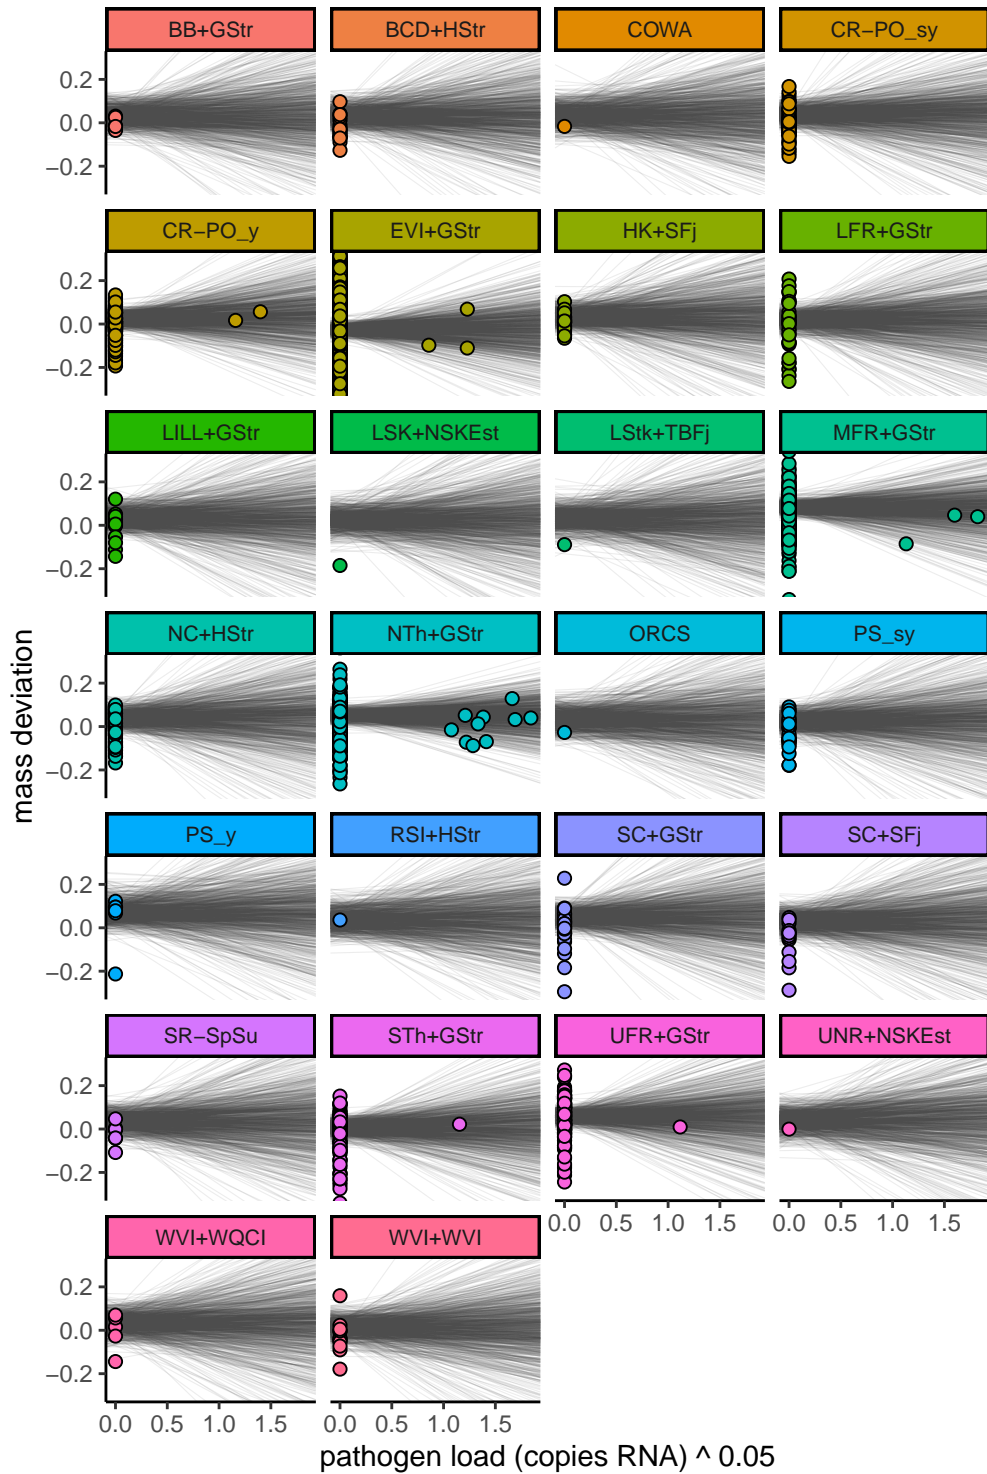 BB+GStr BCD+HStr COWA CR−PO_sy
0.2
0.0
−0.2
CR−PO_y EVI+GStr HK+SFj LFR+GStr
0.2
0.0
−0.2
LILL+GStr LSK+NSKEst LStk+TBFj MFR+GStr
0.2
0.0
−0.2
NC+HStr NTh+GStr ORCS PS_sy
0.2
0.0
−0.2
mass deviation
PS_y RSI+HStr SC+GStr SC+SFj
0.2
0.0
−0.2
SR−SpSu STh+GStr UFR+GStr UNR+NSKEst
0.2
0.0
−0.2
0.0 0.5 1.0 1.5 0.0 0.5 1.0 1.5
WVI+WQCI WVI+WVI
0.2
0.0
−0.2
0.0 0.5 1.0 1.5 0.0 0.5 1.0 1.5
pathogen load (copies RNA) ^ 0.05